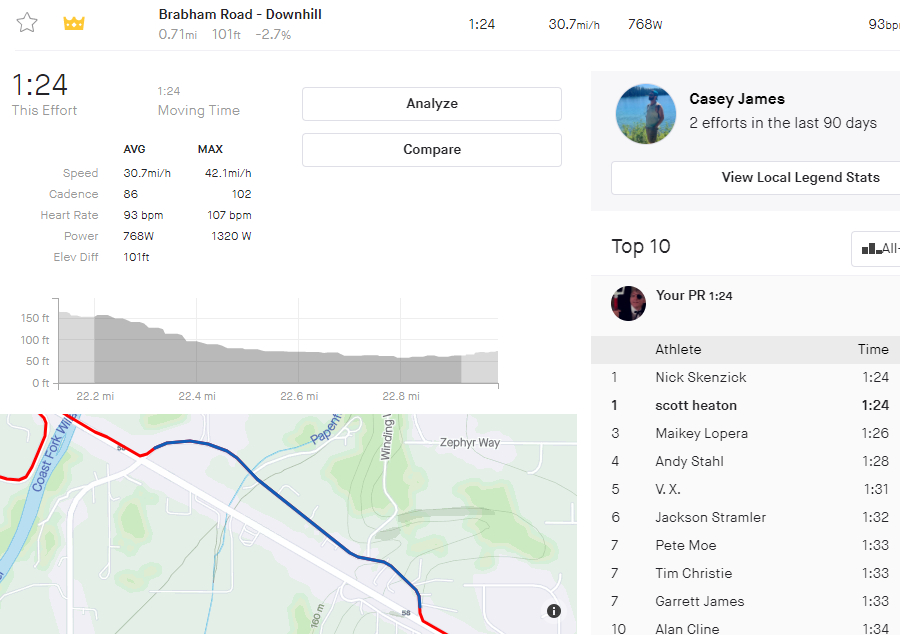 Brabham Road - Downhill
0.71mi 101ft -2.7%
1:24 30.7mi/h 768W 93bp
1:24
This Effort
1:24
Moving Time
Analyze
Compare
AVG MAX
Speed 30.7mi/h 42.1mi/h
Cadence 86 102
Heart Rate 93 bpm 107 bpm
Power 768W 1320 W
Elev Diff 101ft
150 ft
100 ft
50 ft
0 ft
22.2 mi 22.4 mi 22.6 mi 22.8 mi
Coast Fork Wil
58
Papenf
Winding
Zephyr Way
160 m
58
Casey James
2 efforts in the last 90 days
View Local Legend Stats
Top 10
All-
Your PR 1:24
Athlete Time
1 Nick Skenzick 1:24
1 scott heaton 1:24
3 Maikey Lopera 1:26
4 Andy Stahl 1:28
5 V. X. 1:31
6 Jackson Stramler 1:32
7 Pete Moe 1:33
7 Tim Christie 1:33
7 Garrett James 1:33
10 Alan Cline 1:34